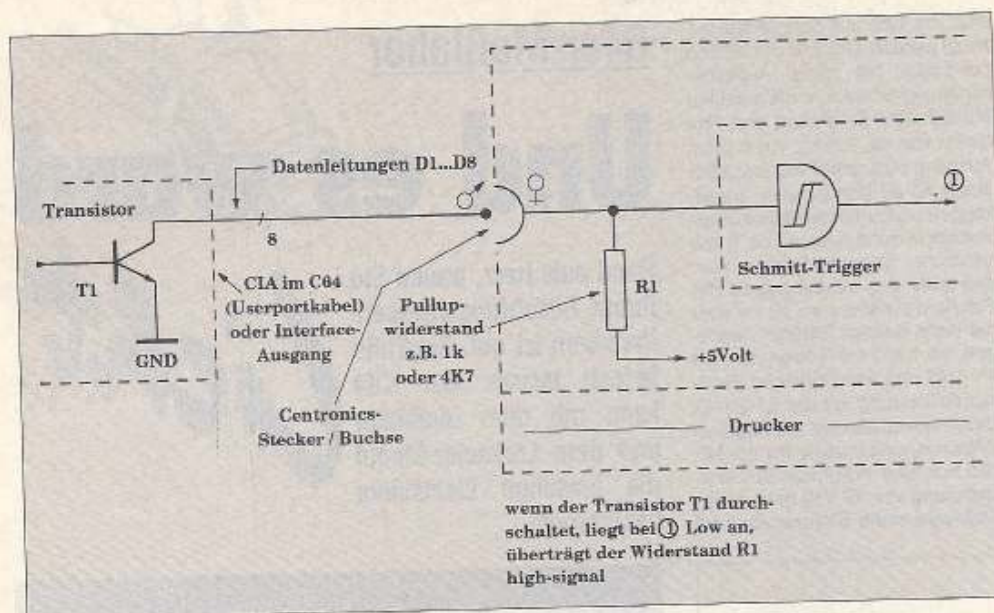 Datenleitungen D1...D8
Transistor
8
T1
GND
CIA im C64
(Userportkabel)
oder Interface-
Ausgang
Centronics-
Stecker / Buchse
♂
♀
Pullup-
widerstand
z.B. 1k
oder 4K7
R1
+5Volt
Schmitt-Trigger
①
Drucker
wenn der Transistor T1 durch-
schaltet, liegt bei ① Low an,
überträgt der Widerstand R1
high-signal